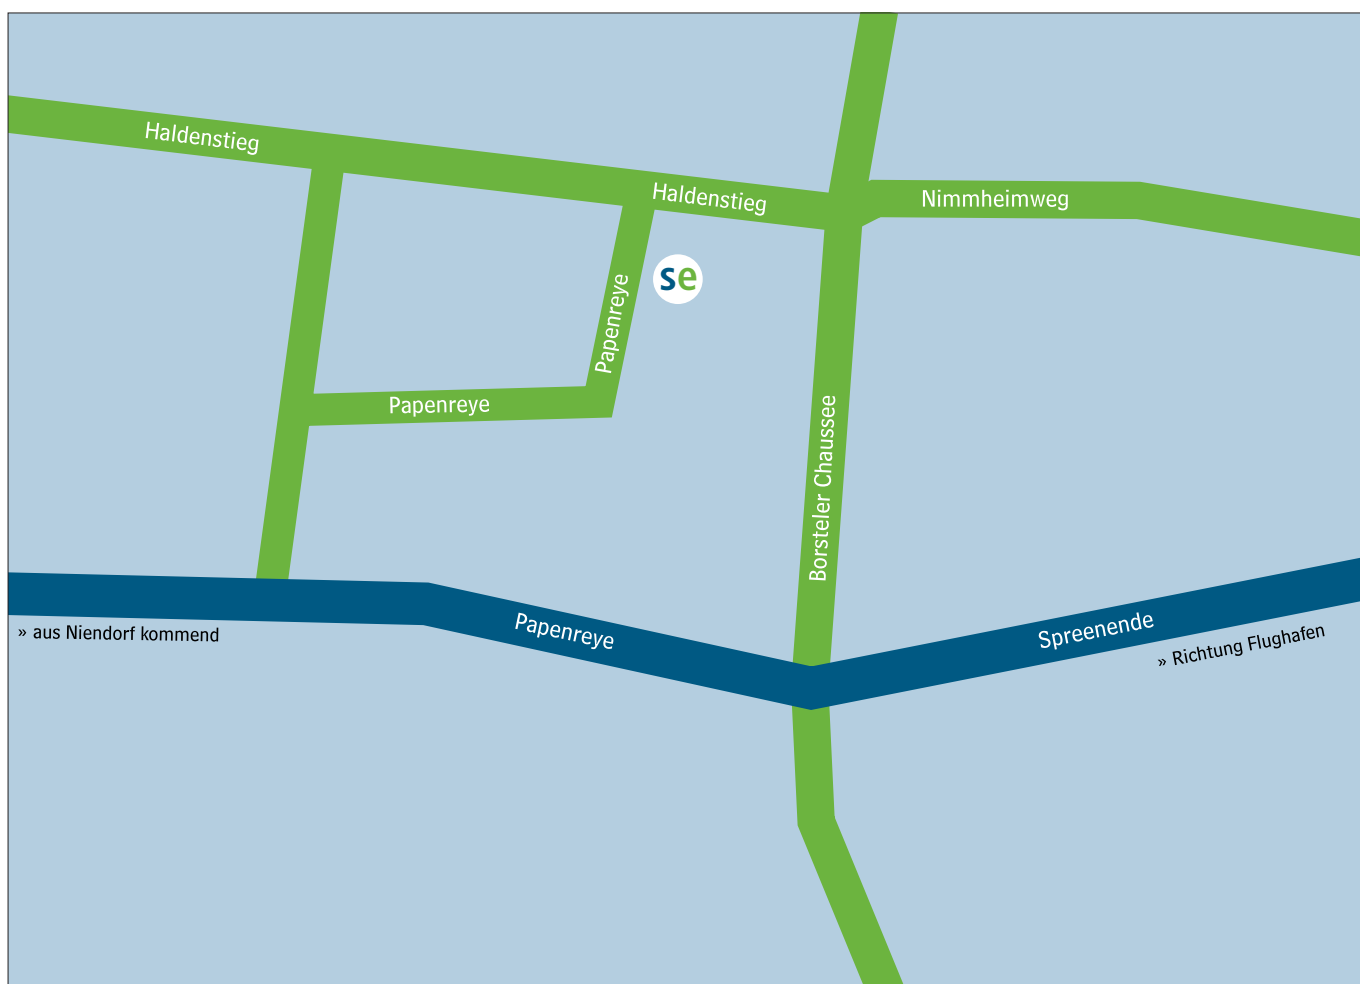 Haldenstieg
Haldenstieg
Nimmheimweg
se
Papenreye
Papenreye
Borsteler Chaussee
Papenreye
Spreenende
» aus Niendorf kommend
» Richtung Flughafen